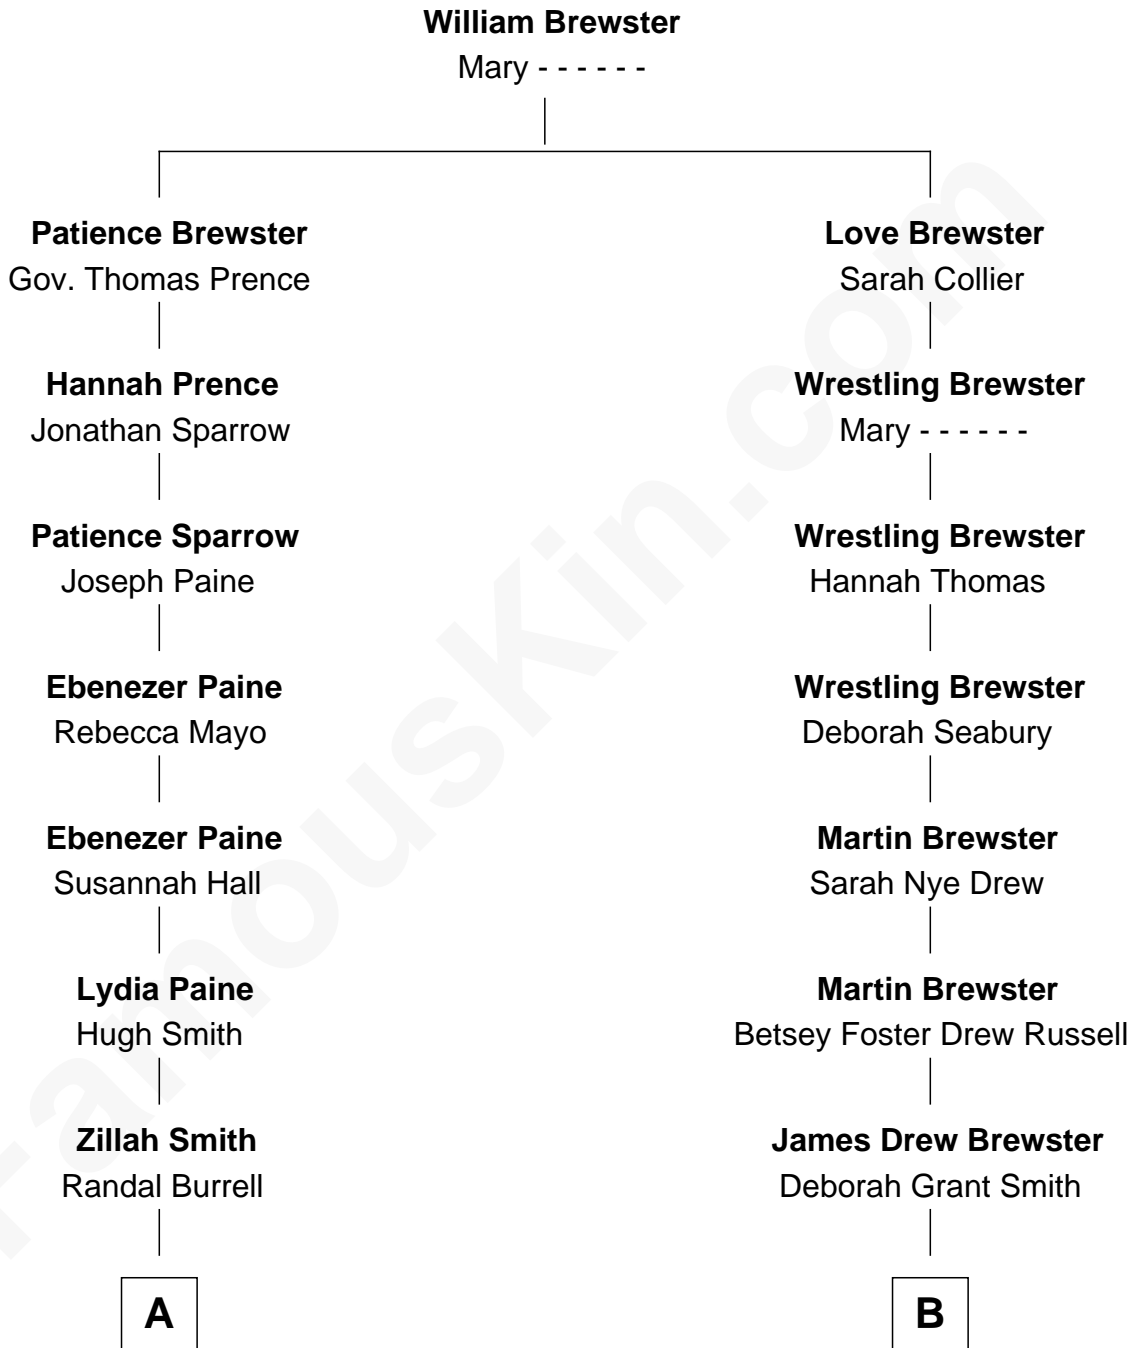 William Brewster
Mary - - - - - -
Patience Brewster
Gov. Thomas Prence
Love Brewster
Sarah Collier
Hannah Prence
Jonathan Sparrow
Wrestling Brewster
Mary - - - - - -
Patience Sparrow
Joseph Paine
Wrestling Brewster
Hannah Thomas
Ebenezer Paine
Rebecca Mayo
Wrestling Brewster
Deborah Seabury
Ebenezer Paine
Susannah Hall
Martin Brewster
Sarah Nye Drew
Lydia Paine
Hugh Smith
Martin Brewster
Betsey Foster Drew Russell
Zillah Smith
Randal Burrell
James Drew Brewster
Deborah Grant Smith
A
B
FamousKin.com